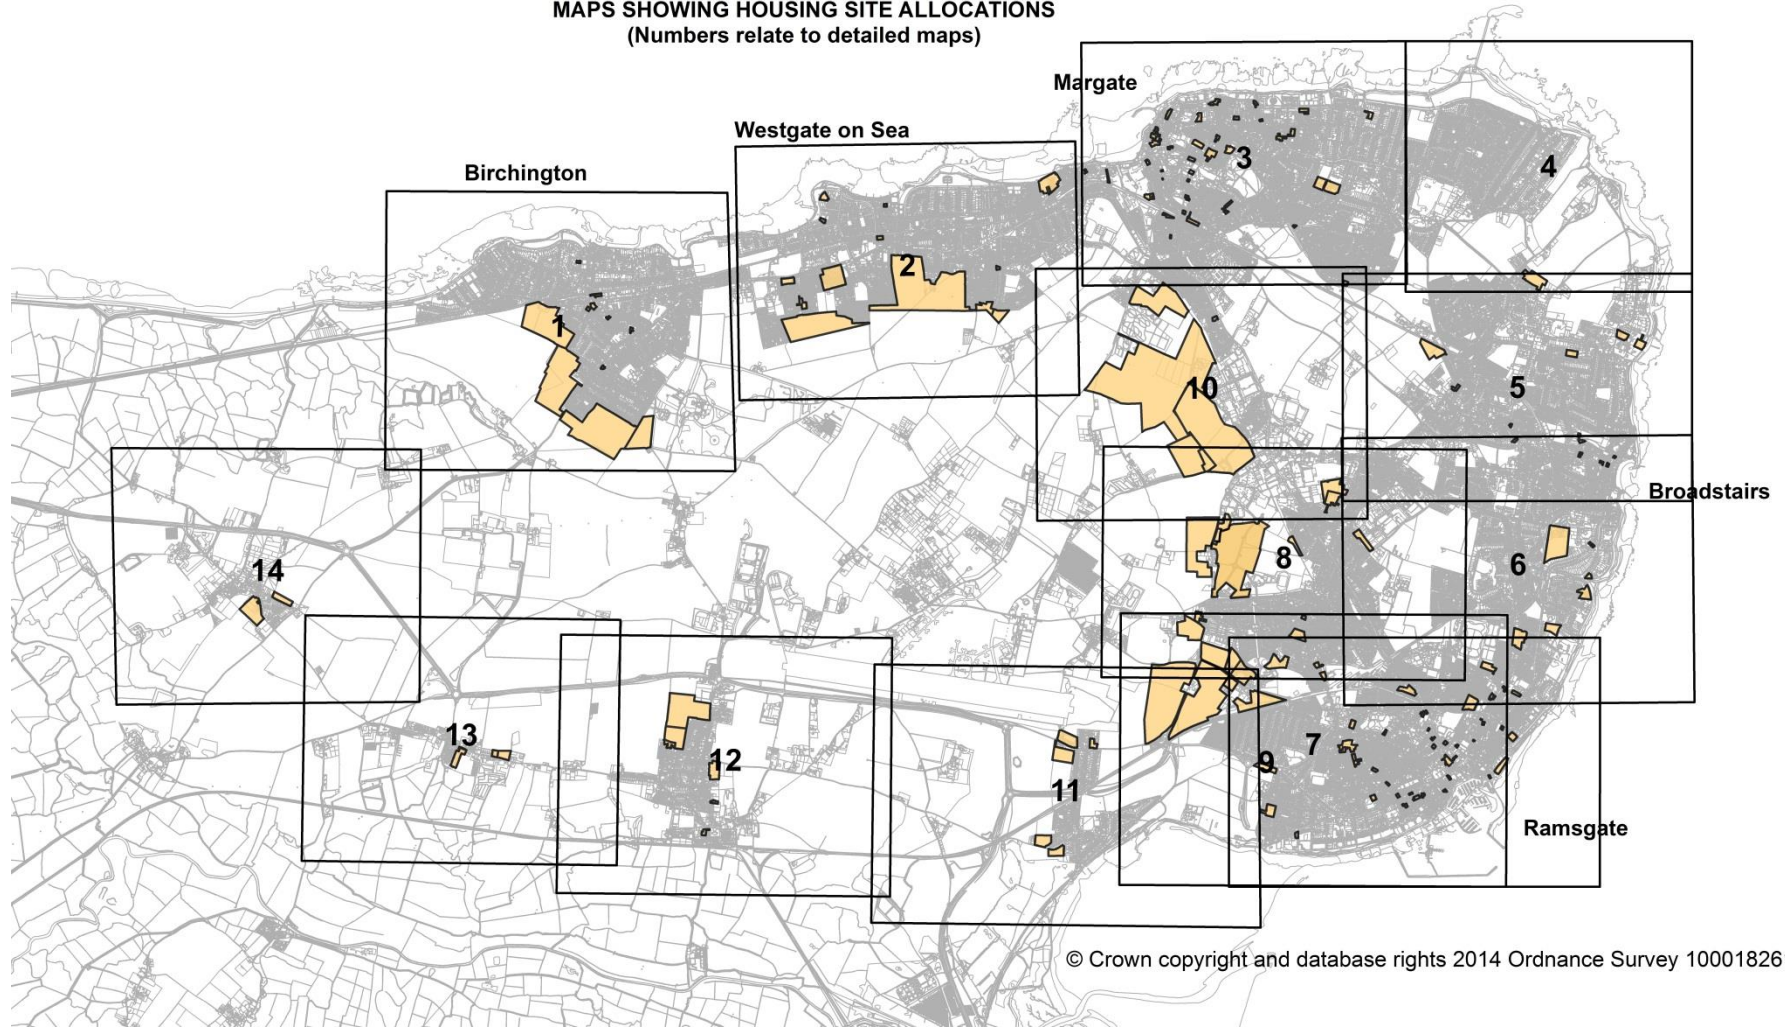 MAPS SHOWING HOUSING SITE ALLOCATIONS
(Numbers relate to detailed maps)
Margate
Westgate on Sea
Birchington
3
4
2
1
10
5
Broadstairs
8
6
14
13
12
7
9
11
Ramsgate
© Crown copyright and database rights 2014 Ordnance Survey 10001826